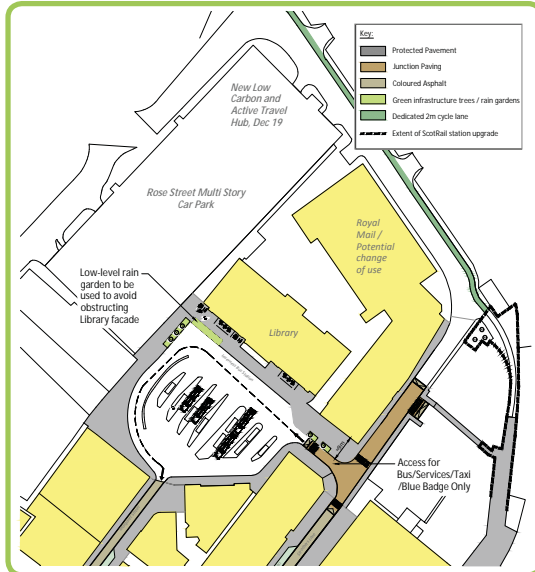 Key:
Protected Pavement
Junction Paving
Coloured Asphalt
Green infrastructure trees / rain gardens
Dedicated 2m cycle lane
Extent of ScotRail station upgrade
New Low
Carbon and
Active Travel
Hub, Dec 19
Rose Street Multi Story
Car Park
Royal
Mail /
Potential
change
of use
Low-level rain
garden to be
used to avoid
obstructing
Library facade
Library
Access for
Bus/Services/Taxi
/Blue Badge Only